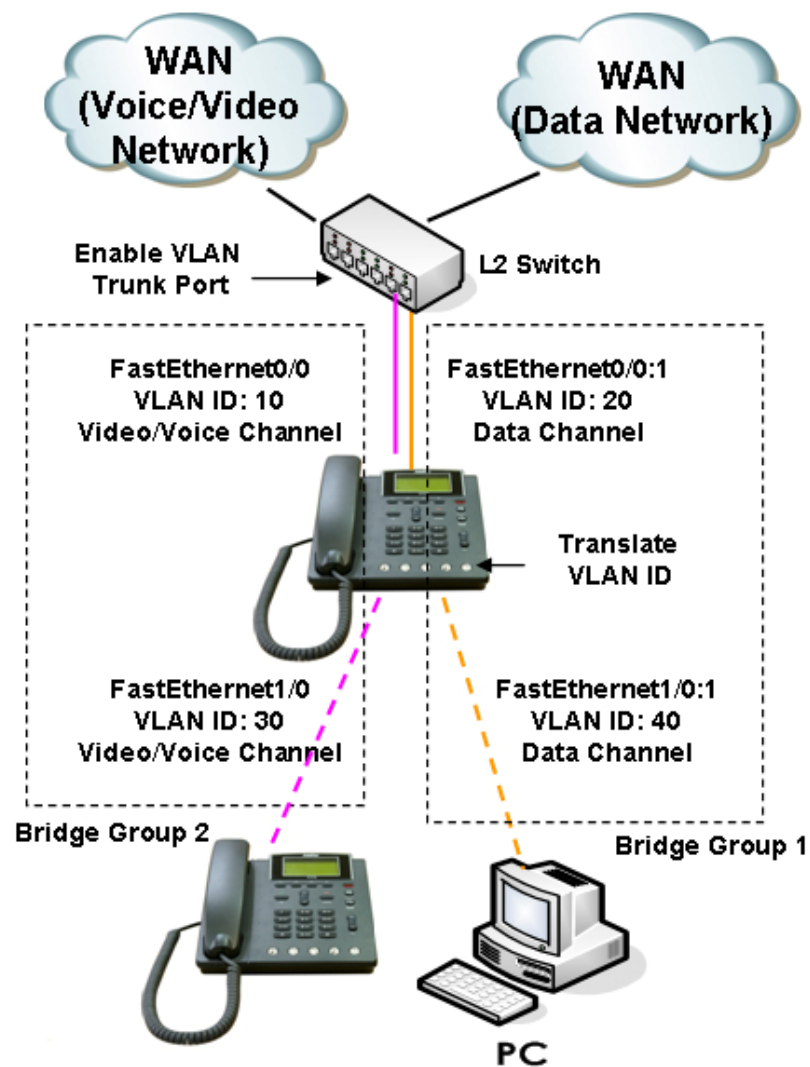 WAN
(Voice/Video
Network)
WAN
(Data Network)
Enable VLAN
Trunk Port
L2 Switch
FastEthernet0/0
VLAN ID: 10
Video/Voice Channel
FastEthernet0/0:1
VLAN ID: 20
Data Channel
Translate
VLAN ID
FastEthernet1/0
VLAN ID: 30
Video/Voice Channel
FastEthernet1/0:1
VLAN ID: 40
Data Channel
Bridge Group 2
Bridge Group 1
PC